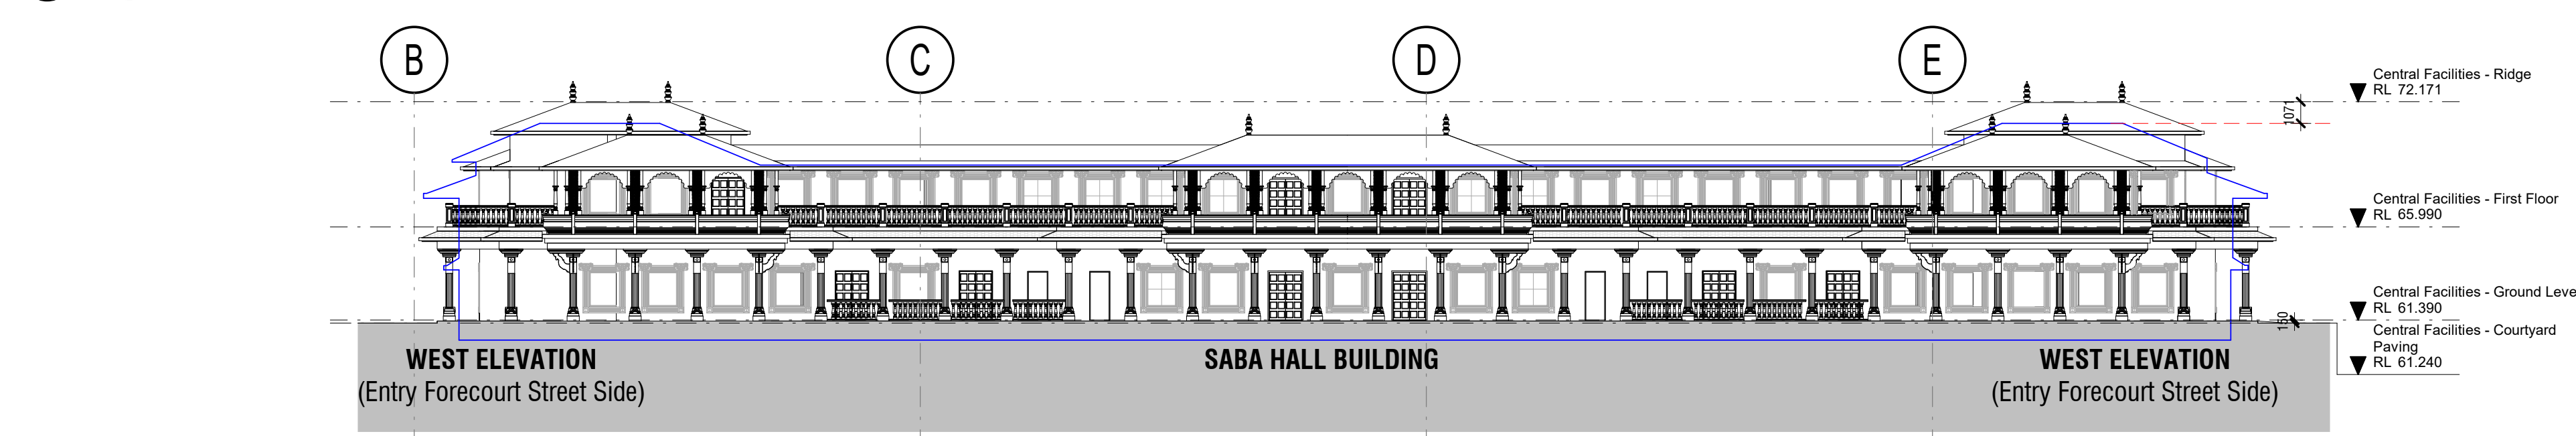 B
C
D
E
Central Facilities - Ridge
RL 72.171
1071
Central Facilities - First Floor
RL 65.990
Central Facilities - Ground Leve
RL 61.390
150
Central Facilities - Courtyard
Paving
RL 61.240
WEST ELEVATION
(Entry Forecourt Street Side)
SABA HALL BUILDING
WEST ELEVATION
(Entry Forecourt Street Side)